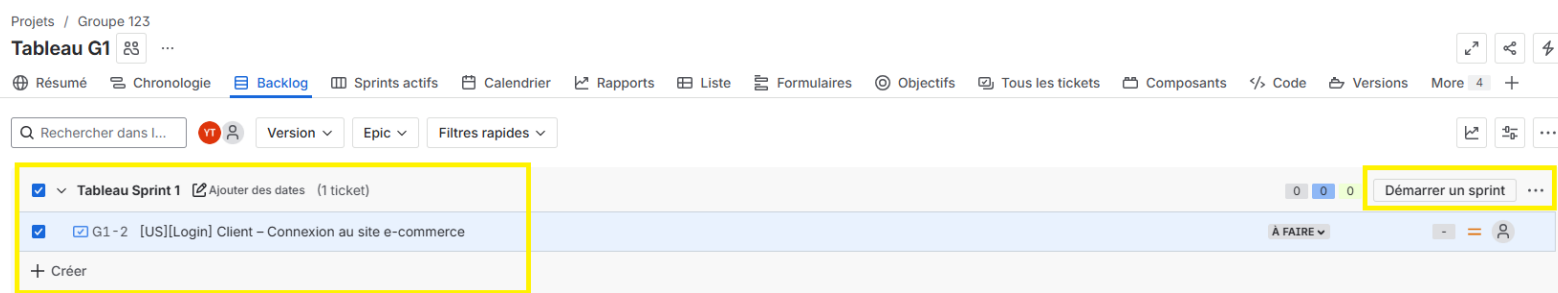 Projets / Groupe 123
Tableau G1
Résumé Chronologie Backlog Sprints actifs Calendrier Rapports Liste Formulaires Objectifs Tous les tickets Composants Code Versions More 4
Rechercher dans l... YT Version Epic Filtres rapides
Tableau Sprint 1 Ajouter des dates (1 ticket) 0 0 0 Démarrer un sprint
G1-2 [US][Login] Client – Connexion au site e-commerce À FAIRE -
Créer